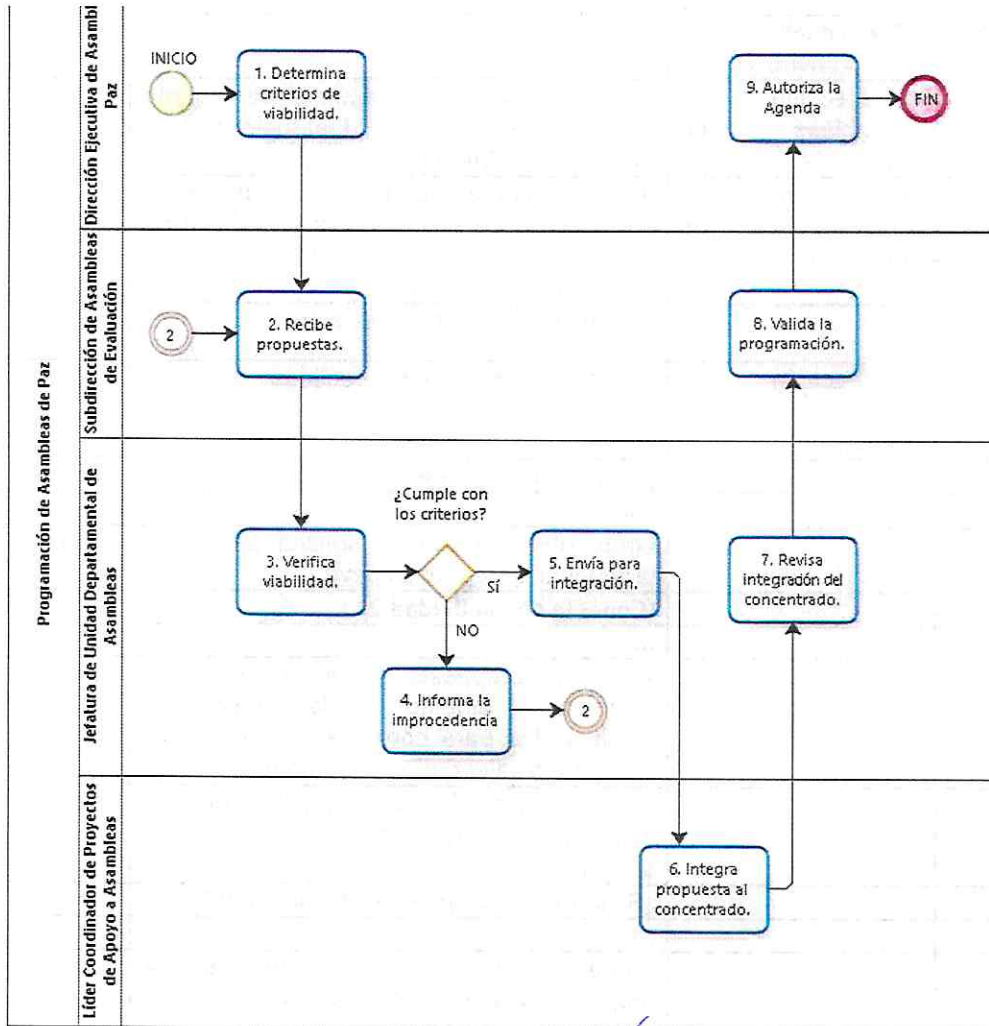 Programación de Asambleas de Paz
Dirección Ejecutiva de Asambl
Paz
INICIO
1. Determina
criterios de
viabilidad.
9. Autoriza la
Agenda
FIN
Subdirección de Asambleas
de Evaluación
2
2. Recibe
propuestas.
8. Valida la
programación.
Jefatura de Unidad Departamental de
Asambleas
¿Cumple con
los criterios?
3. Verifica
viabilidad.
SÍ
5. Envía para
integración.
7. Revisa
integración del
concentrado.
NO
4. Informa la
improcedencia
2
Líder Coordinador de Proyectos
de Apoyo a Asambleas
6. Integra
propuesta al
concentrado.